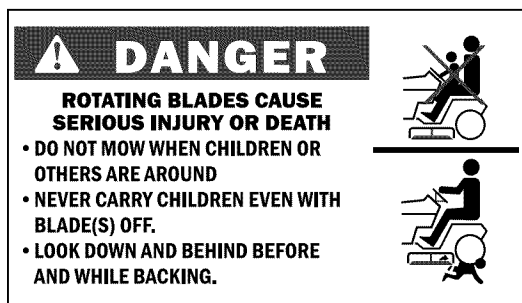 DANGER
ROTATING BLADES CAUSE
SERIOUS INJURY OR DEATH
• DO NOT MOW WHEN CHILDREN OR
OTHERS ARE AROUND
• NEVER CARRY CHILDREN EVEN WITH
BLADE(S) OFF.
• LOOK DOWN AND BEHIND BEFORE
AND WHILE BACKING.